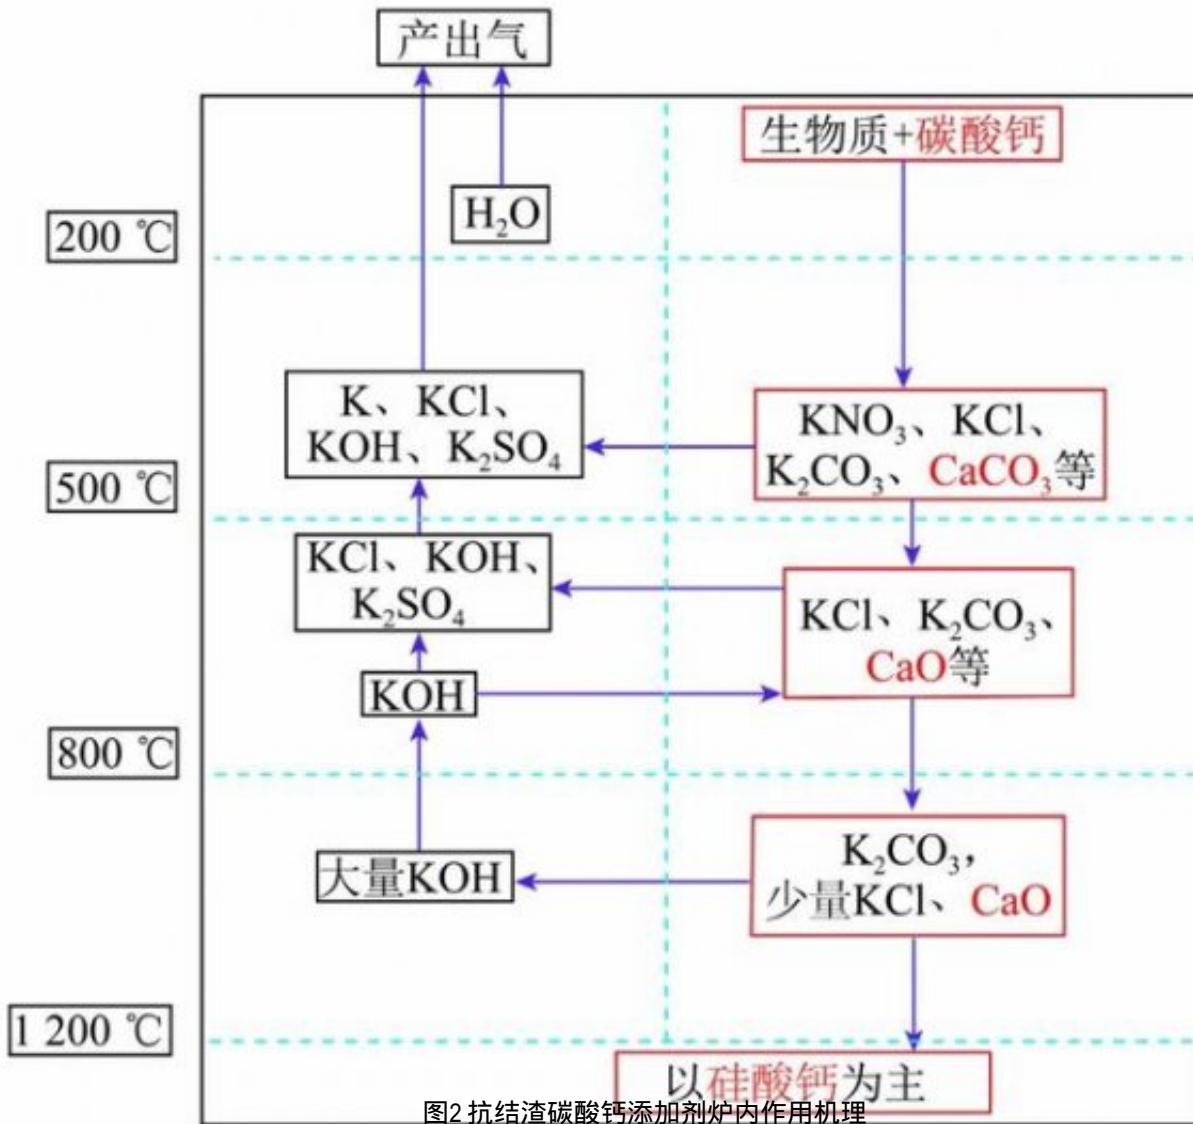 产出气
生物质+碳酸钙
H₂O
200 ℃
K、KCl、
KOH、K₂SO₄
KNO₃、KCl、
K₂CO₃、CaCO₃等
500 ℃
KCl、KOH、
K₂SO₄
KCl、K₂CO₃、
CaO等
KOH
800 ℃
K₂CO₃，
少量KCl、CaO
大量KOH
1 200 ℃
以硅酸钙为主
图2 抗结渣碳酸钙添加剂炉内作用机理